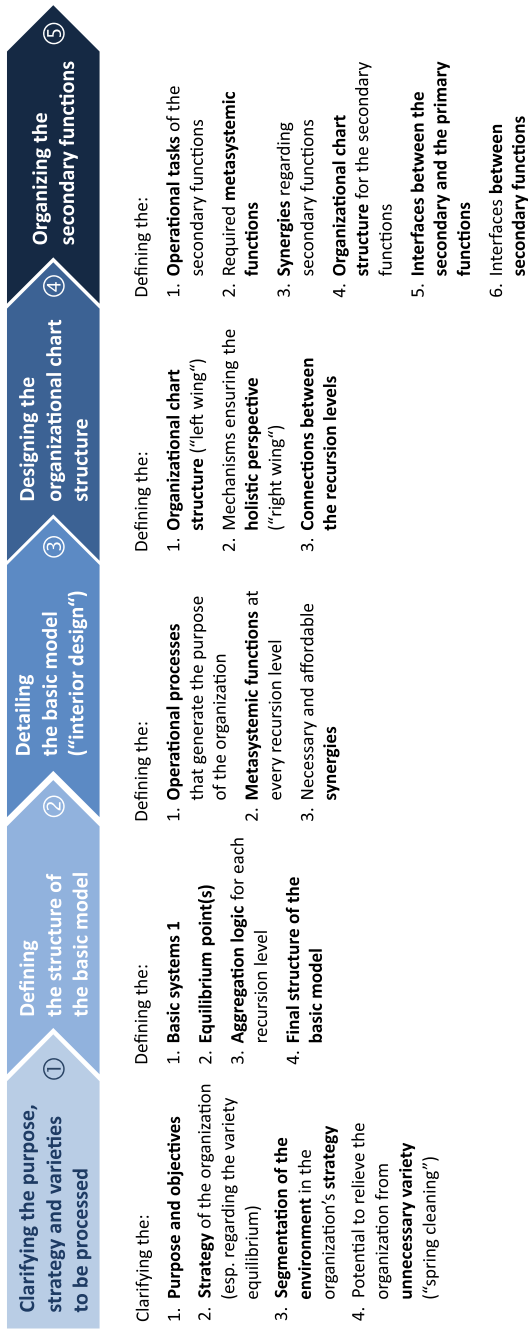 Clarifying the purpose,
strategy and varieties
to be processed
①
Clarifying the:
1. Purpose and objectives
2. Strategy of the organization
(esp. regarding the variety
equilibrium)
3. Segmentation of the
environment in the
organization's strategy
4. Potential to relieve the
organization from
unnecessary variety
("spring cleaning")
Defining
the structure of
the basic model
②
Defining the:
1. Basic systems 1
2. Equilibrium point(s)
3. Aggregation logic for each
recursion level
4. Final structure of the
basic model
Detailing
the basic model
("interior design")
③
Defining the:
1. Operational processes
that generate the purpose
of the organization
2. Metasystemic functions at
every recursion level
3. Necessary and affordable
synergies
Designing the
organizational chart
structure
④
Defining the:
1. Organizational chart
structure ("left wing")
2. Mechanisms ensuring the
holistic perspective
("right wing")
3. Connections between
the recursion levels
Organizing the
secondary functions
⑤
Defining the:
1. Operational tasks of the
secondary functions
2. Required metasystemic
functions
3. Synergies regarding
secondary functions
4. Organizational chart
structure for the secondary
functions
5. Interfaces between the
secondary and the primary
functions
6. Interfaces between
secondary functions